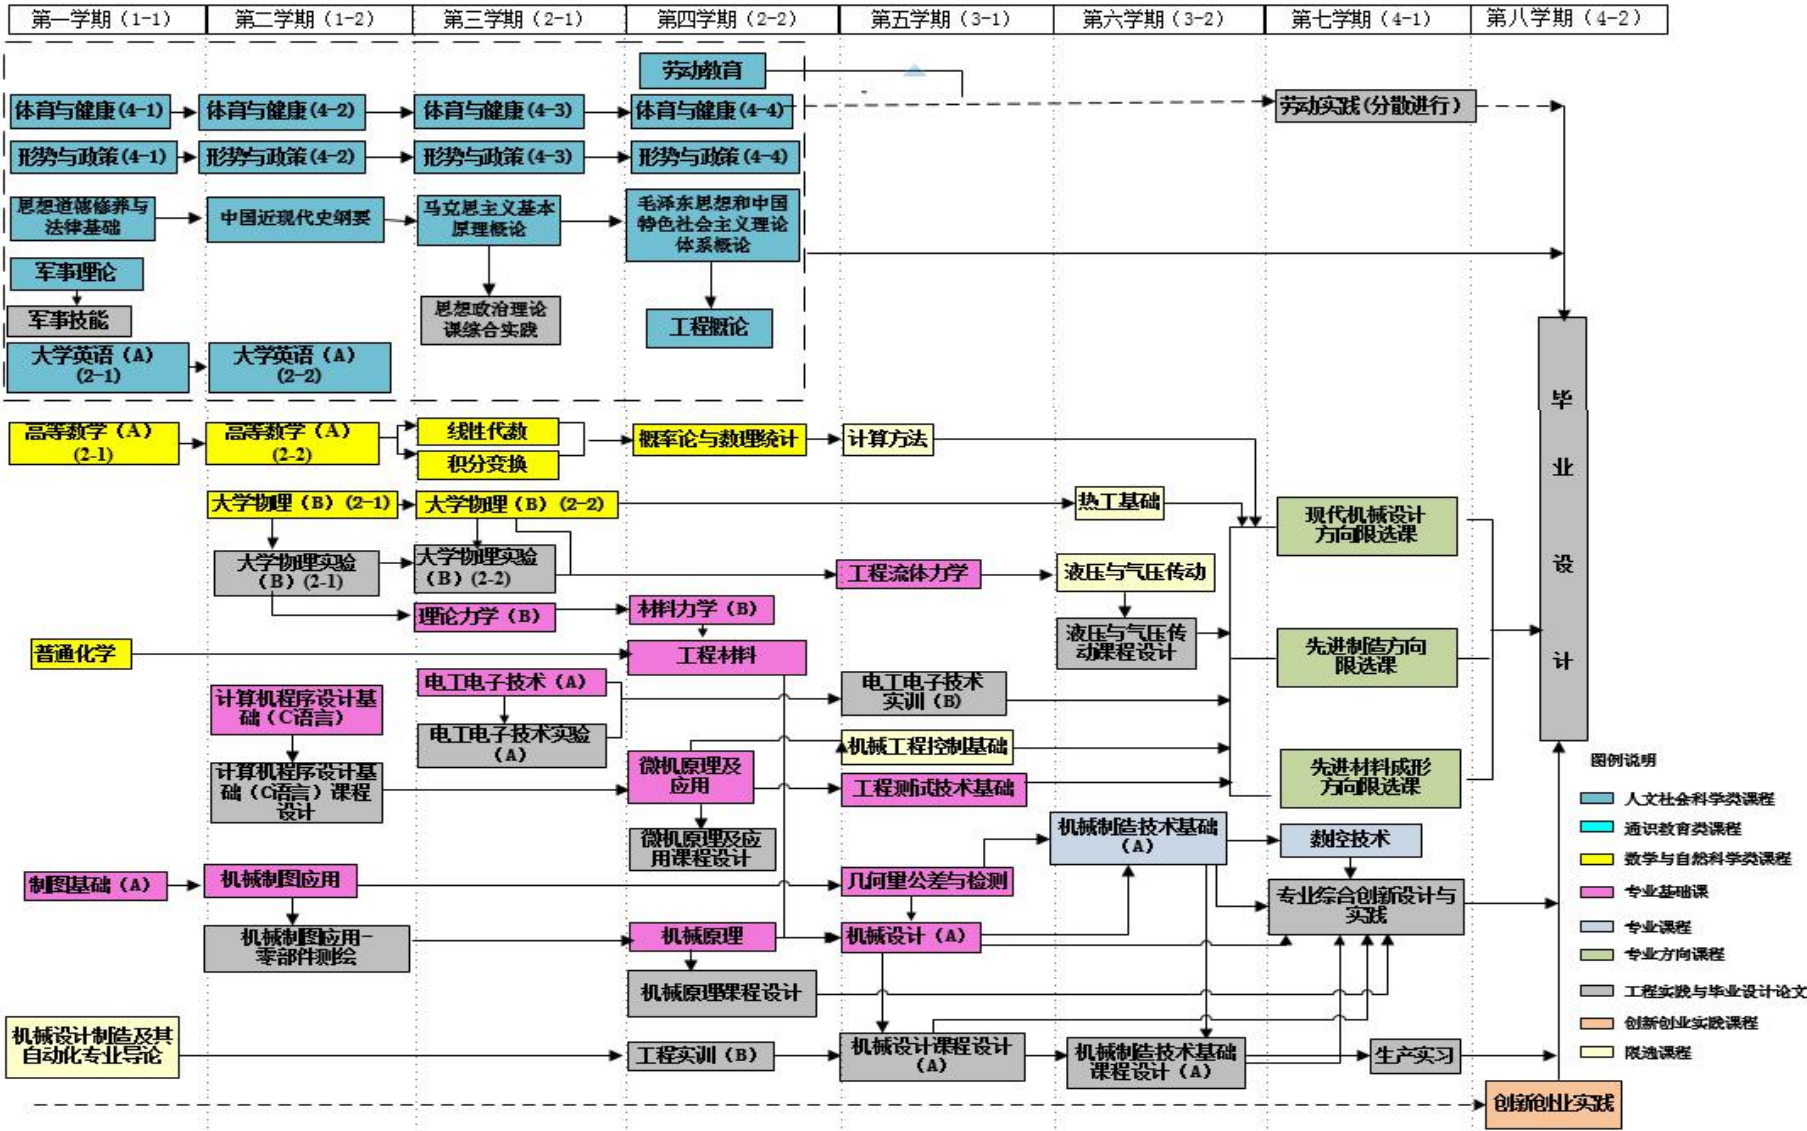 第一学期（1-1）
第二学期（1-2）
第三学期（2-1）
第四学期（2-2）
第五学期（3-1）
第六学期（3-2）
第七学期（4-1）
第八学期（4-2）
劳动教育
体育与健康(4-1)
体育与健康(4-2)
体育与健康(4-3)
体育与健康(4-4)
劳动实践(分散进行)
形势与政策(4-1)
形势与政策(4-2)
形势与政策(4-3)
形势与政策(4-4)
思想道德修养与
法律基础
中国近现代史纲要
马克思主义基本
原理概论
毛泽东思想和中国
特色社会主义理论
体系概论
军事理论
军事技能
思想政治理论
课综合实践
工程概论
大学英语（A）
(2-1)
大学英语（A）
(2-2)
高等数学（A）
(2-1)
高等数学（A）
(2-2)
线性代数
积分变换
概率论与数理统计
计算方法
大学物理（B）(2-1)
大学物理（B）(2-2)
热工基础
现代机械设计
方向限选课
大学物理实验
（B）(2-1)
大学物理实验
（B）(2-2)
工程流体力学
液压与气压传动
理论力学（B）
材料力学（B）
液压与气压传
动课程设计
普通化学
工程材料
先进制造方向
限选课
计算机程序设计基
础（C语言）
电工电子技术（A）
电工电子技术
实训（B）
电工电子技术实验
（A）
机械工程控制基础
计算机程序设计基
础（C语言）课程
设计
微机原理及
应用
工程测试技术基础
先进材料成形
方向限选课
微机原理及应
用课程设计
机械制造技术基础
（A）
数控技术
制图基础（A）
机械制图应用
几何量公差与检测
专业综合创新设计与
实践
机械制图应用-
零部件测绘
机械原理
机械设计（A）
机械原理课程设计
机械设计制造及其
自动化专业导论
工程实训（B）
机械设计课程设计
（A）
机械制造技术基础
课程设计（A）
生产实习
创新创业实践
毕
业
设
计
图例说明
人文社会科学类课程
通识教育类课程
数学与自然科学类课程
专业基础课
专业课程
专业方向课程
工程实践与毕业设计论文
创新创业实践课程
限选课程